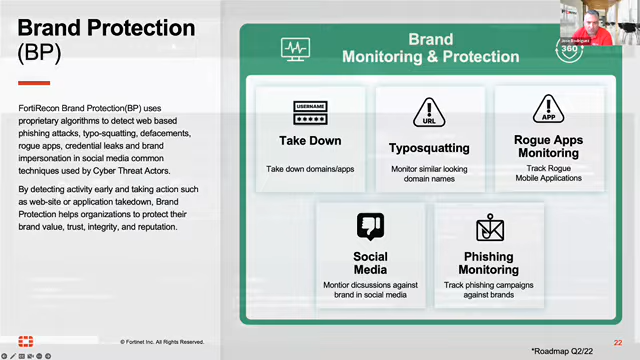 Brand Protection
(BP)
FortiRecon Brand Protection(BP) uses
proprietary algorithms to detect web based
phishing attacks, typo-squatting, defacements,
rogue apps, credential leaks and brand
impersonation in social media common
techniques used by Cyber Threat Actors.
By detecting activity early and taking action such
as web-site or application takedown, Brand
Protection helps organizations to protect their
brand value, trust, integrity, and reputation.
Brand
Monitoring & Protection
360
USERNAME
Take Down
Take down domains/apps
URL
Typosquatting
Monitor similar looking
domain names
APP
Rogue Apps
Monitoring
Track Rogue
Mobile Applications
Social
Media
Montior dicsussions against
brand in social media
Phishing
Monitoring
Track phishing campaigns
against brands
© Fortinet Inc. All Rights Reserved.
22
*Roadmap Q2/22